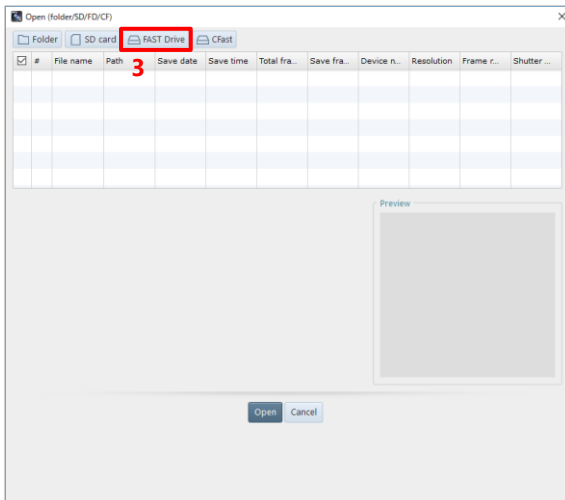 Open (folder/SD/FD/CF)
Folder SD card FAST Drive CFast
3
# File name Path Save date Save time Total fra... Save fra... Device n... Resolution Frame r... Shutter ...
Preview
Open Cancel